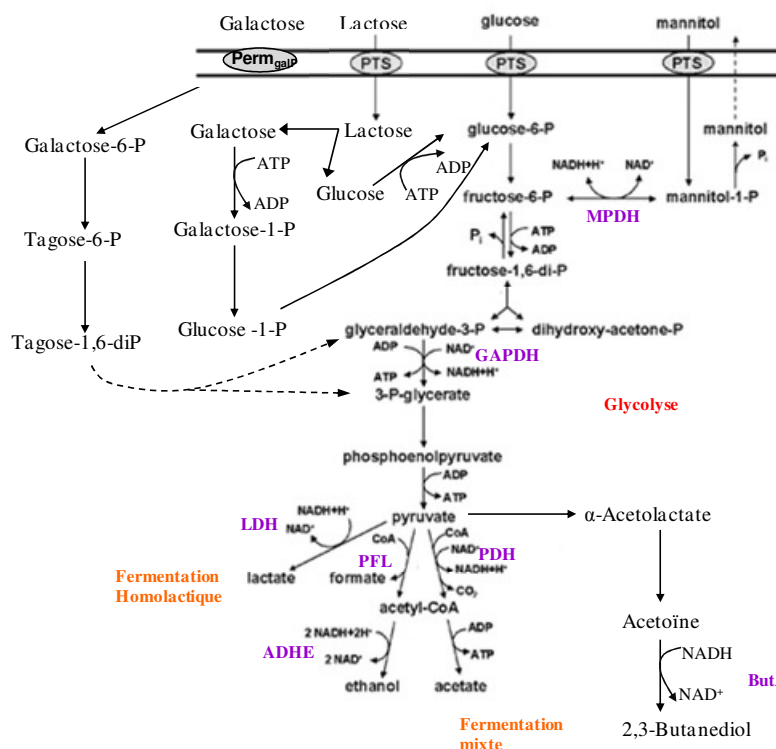 Galactose Lactose glucose mannitol
Perm galP PTS PTS PTS
Galactose Lactose glucose-6-P mannitol
Galactose-6-P ATP ADP Pi
Glucose ATP NADH+H⁺ NAD⁺
ADP fructose-6-P mannitol-1-P
MPDH
Tagose-6-P Galactose-1-P Pi ATP
ADP
fructose-1,6-di-P
Tagose-1,6-diP Glucose -1-P glyceraldehyde-3-P dihydroxy-acetone-P
ADP NAD⁺ GAPDH
ATP NADH+H⁺
3-P-glycerate Glycolyse
phosphoenolpyruvate
ADP
ATP
LDH NADH+H⁺ pyruvate α-Acetolactate
NAD⁺ CoA CoA
PFL NAD⁺ PDH
Fermentation lactate formate NADH+H⁺
Homolactique CO₂
acetyl-CoA Acetoïne
2 NADH+2H⁺ ADP NADH
ADHE 2 NAD⁺ ATP NAD⁺ But
ethanol acetate
Fermentation 2,3-Butanediol
mixte